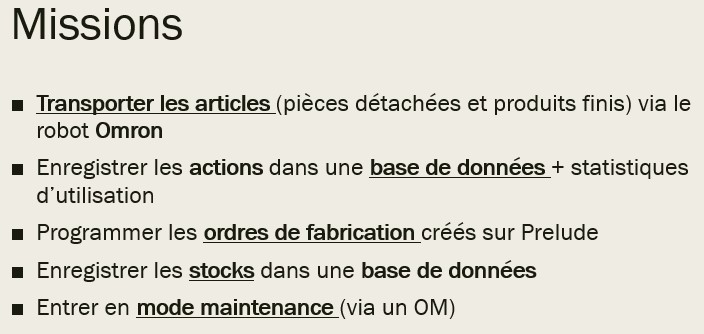 Missions
▪ Transporter les articles (pièces détachées et produits finis) via le
robot Omron
▪ Enregistrer les actions dans une base de données + statistiques
d’utilisation
▪ Programmer les ordres de fabrication créés sur Prelude
▪ Enregistrer les stocks dans une base de données
▪ Entrer en mode maintenance (via un OM)